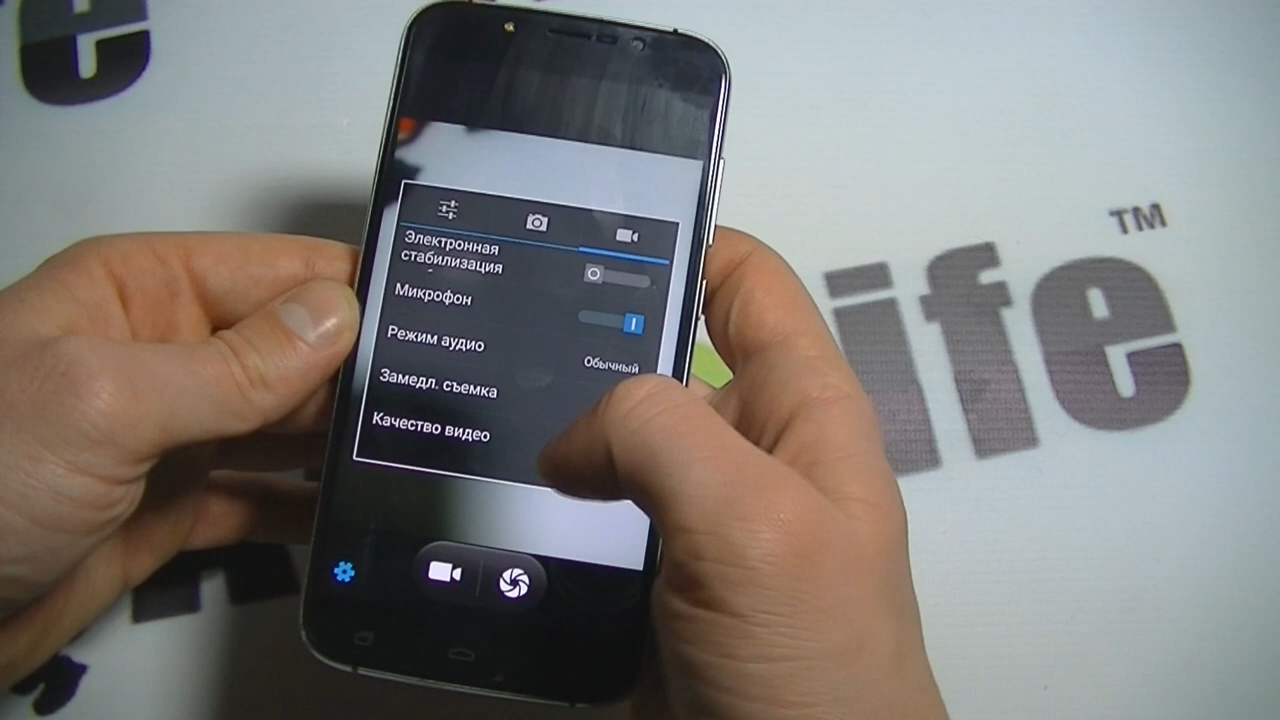 Электронная
стабилизация
Микрофон
Режим аудио
Обычный
Замедл. съемка
Качество видео
ife
TM